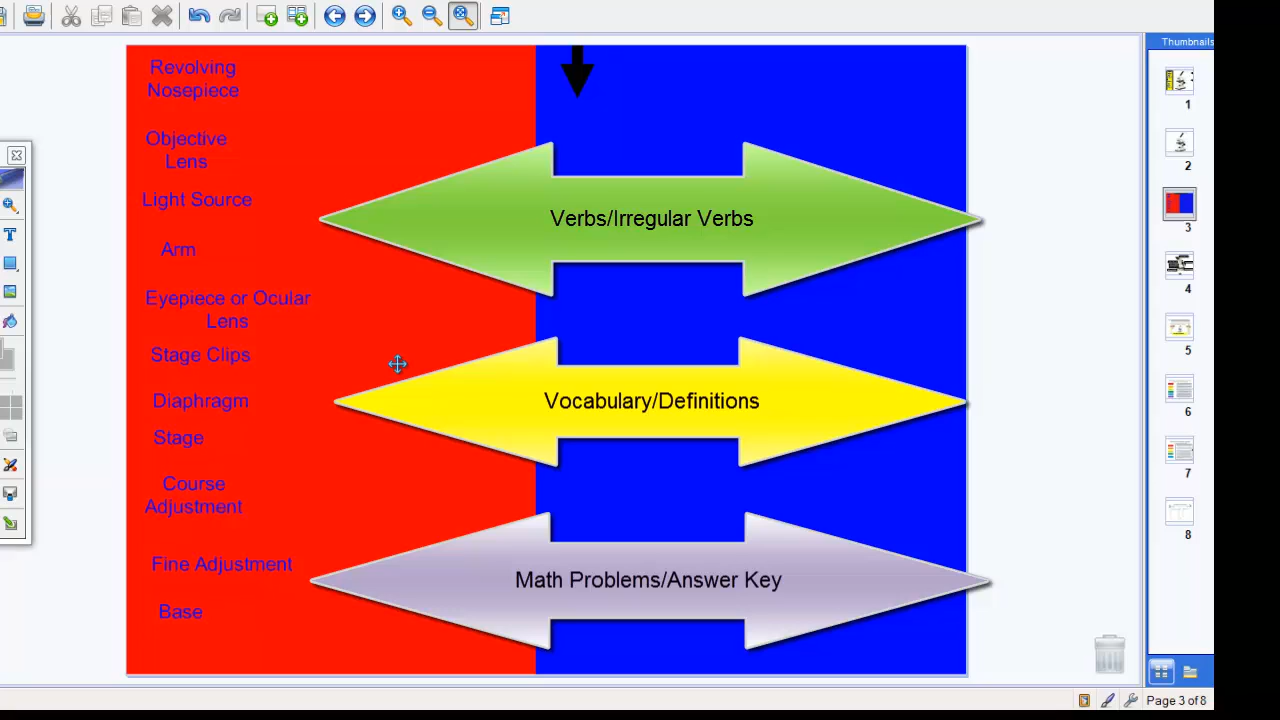 Revolving
Nosepiece
Objective
Lens
Light Source
Arm
Eyepiece or Ocular
Lens
Stage Clips
Diaphragm
Stage
Course
Adjustment
Fine Adjustment
Base
Verbs/Irregular Verbs
Vocabulary/Definitions
Math Problems/Answer Key
Thumbnails
1
2
3
4
5
6
7
8
Page 3 of 8